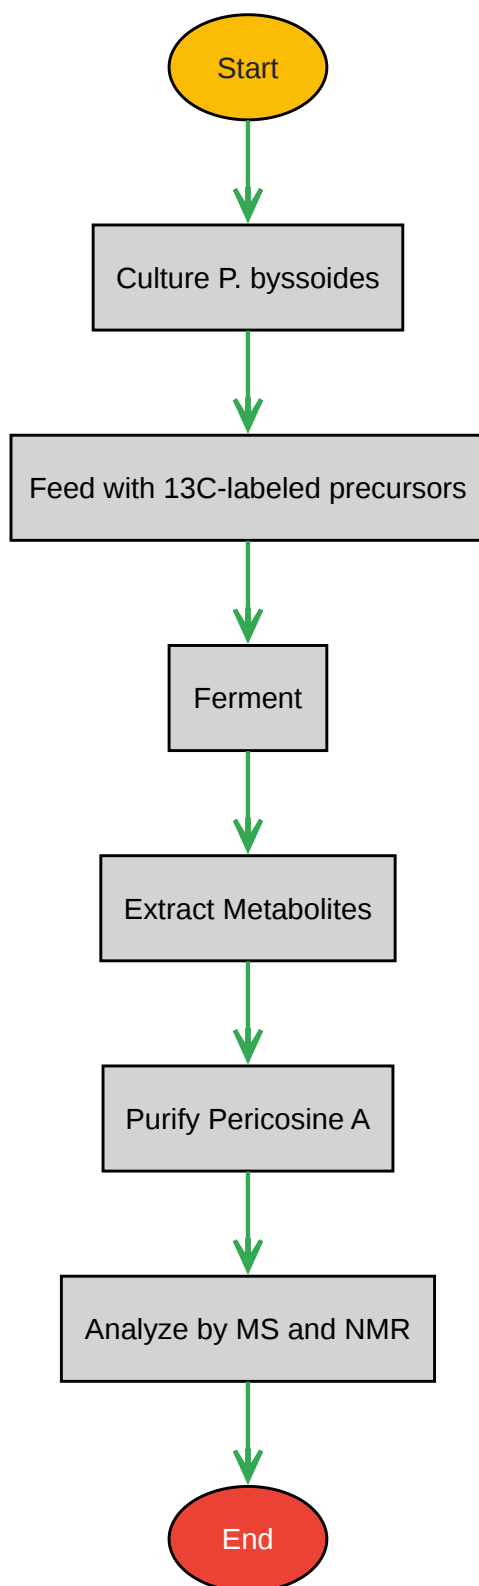 Start
Culture P. byssoides
Feed with 13C-labeled precursors
Ferment
Extract Metabolites
Purify Pericosine A
Analyze by MS and NMR
End